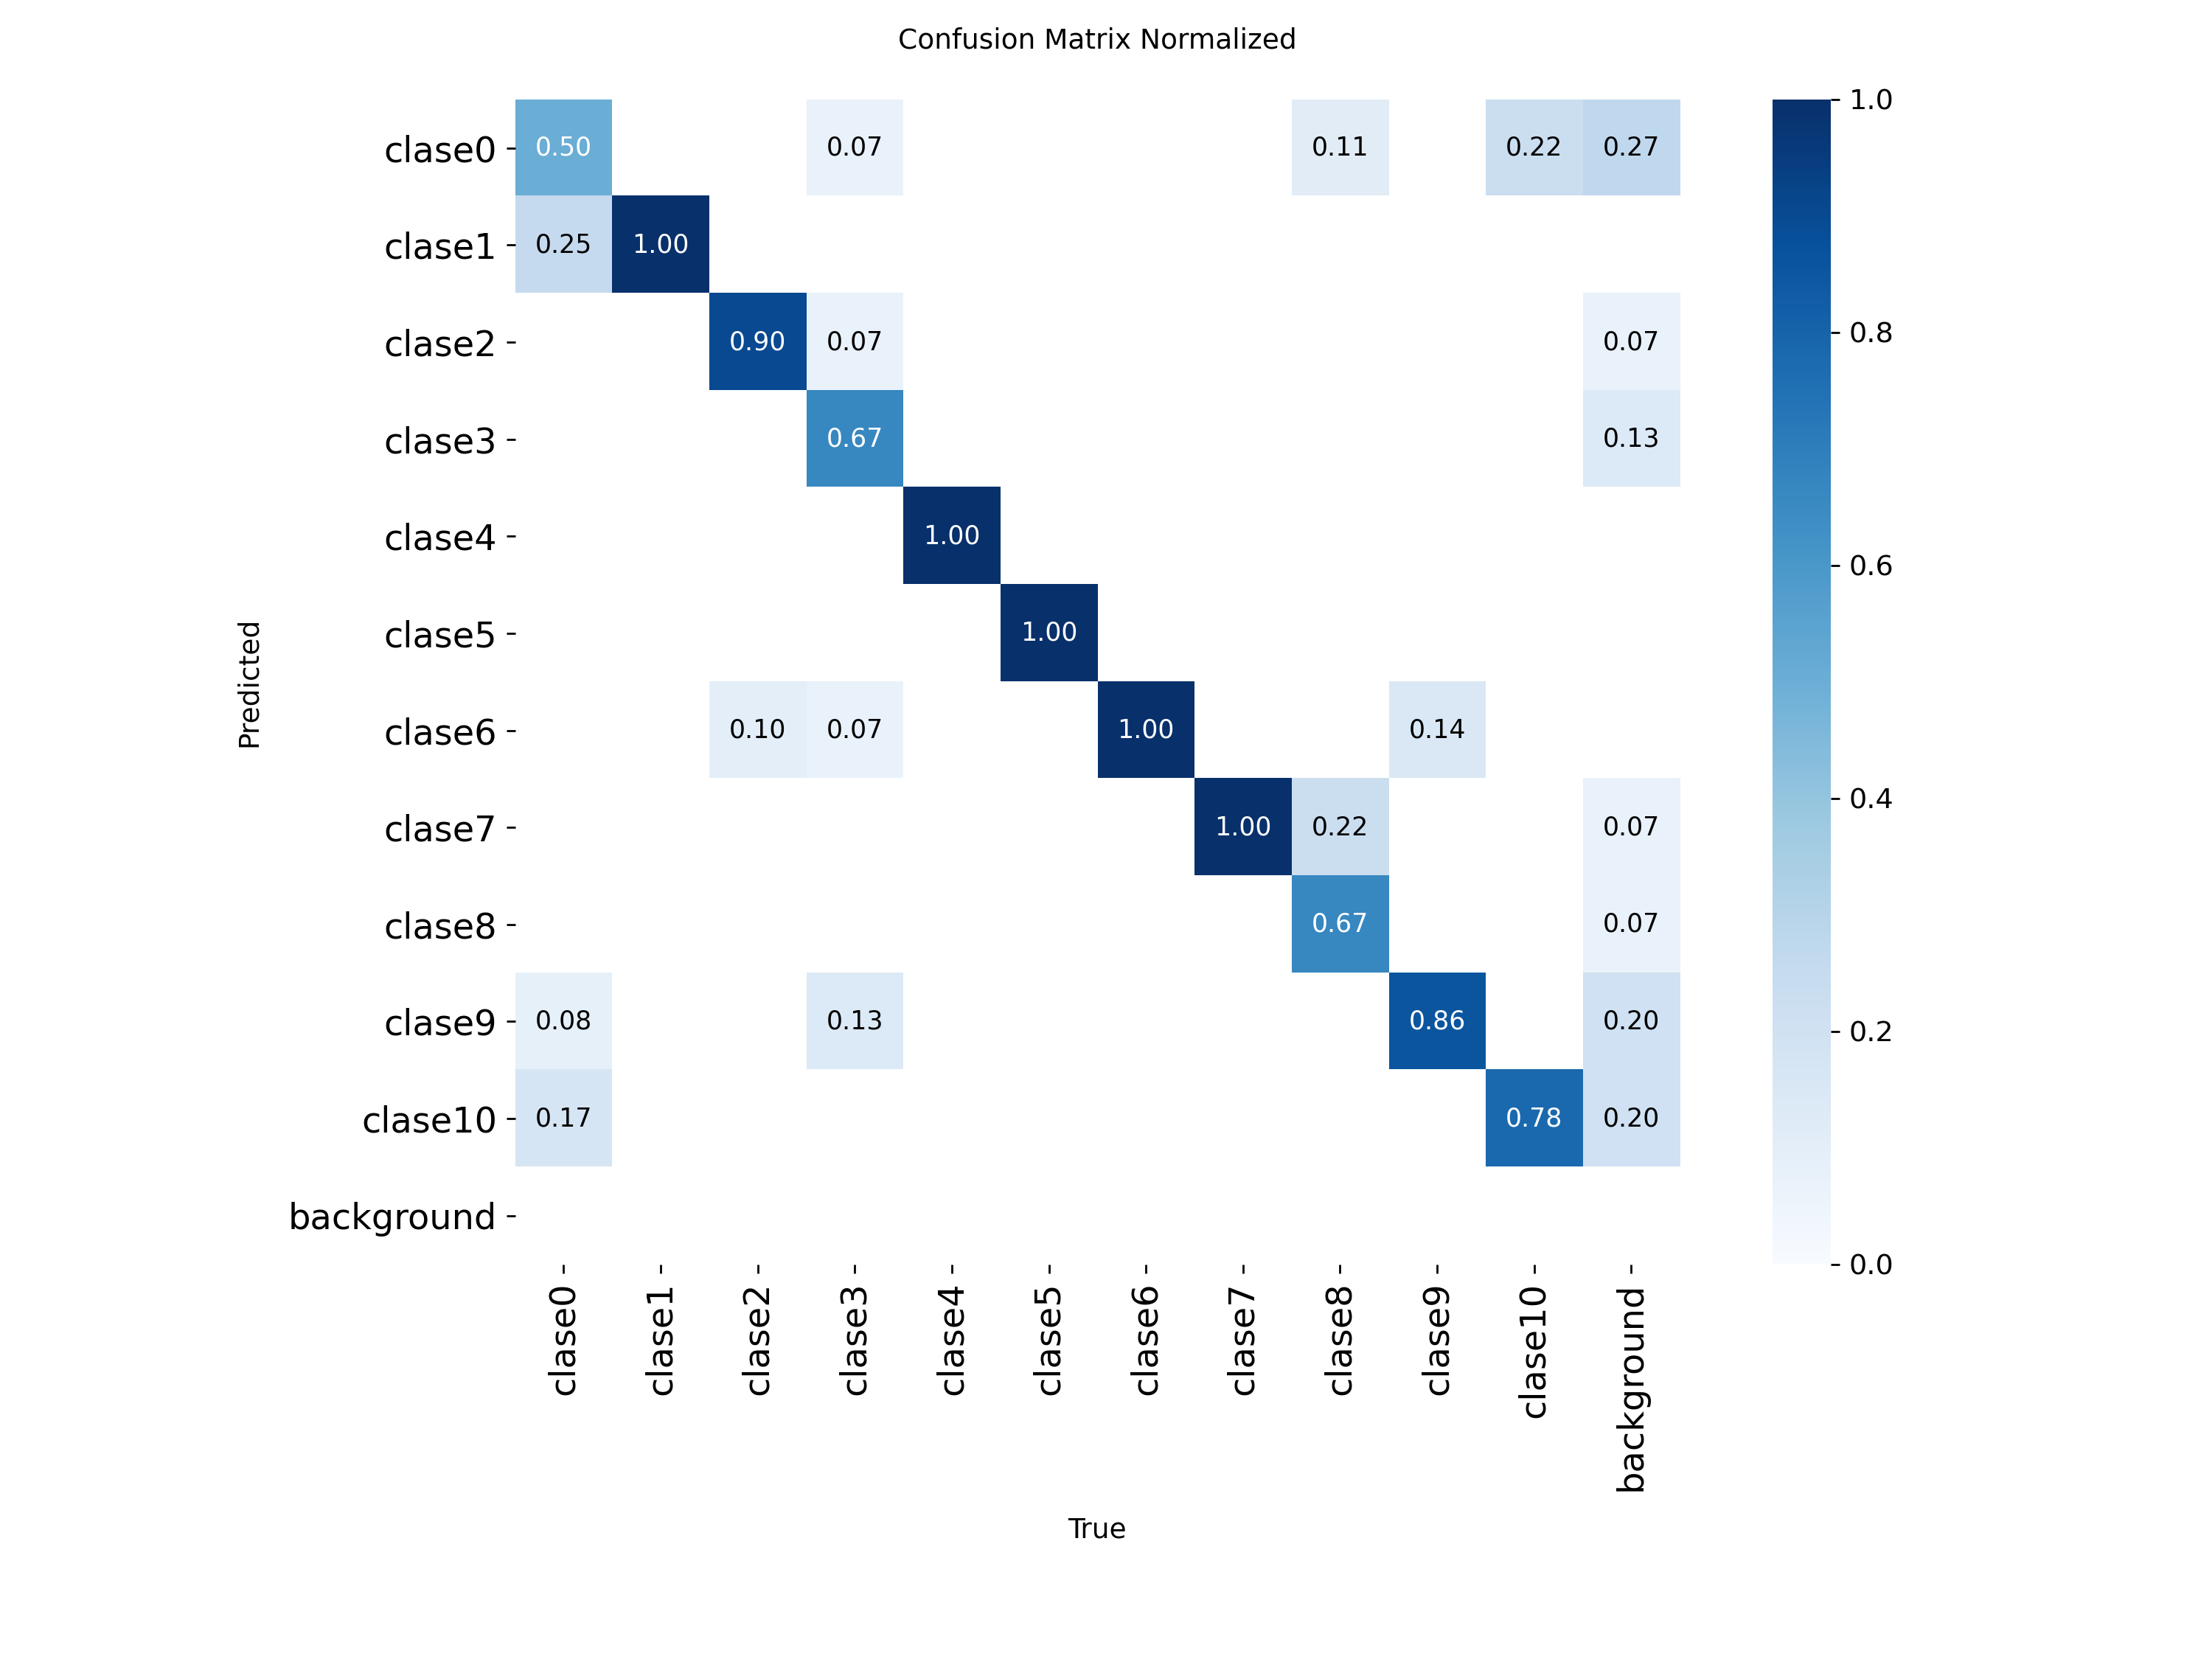 Confusion Matrix Normalized
clase0 0.50 0.07 0.11 0.22 0.27
clase1 0.25 1.00
clase2 0.90 0.07 0.07
clase3 0.67 0.13
clase4 1.00
clase5 1.00
clase6 0.10 0.07 1.00 0.14
clase7 1.00 0.22 0.07
clase8 0.67 0.07
clase9 0.08 0.13 0.86 0.20
clase10 0.17 0.78 0.20
background
Predicted
clase0 clase1 clase2 clase3 clase4 clase5 clase6 clase7 clase8 clase9 clase10 background
True
1.0
0.8
0.6
0.4
0.2
0.0